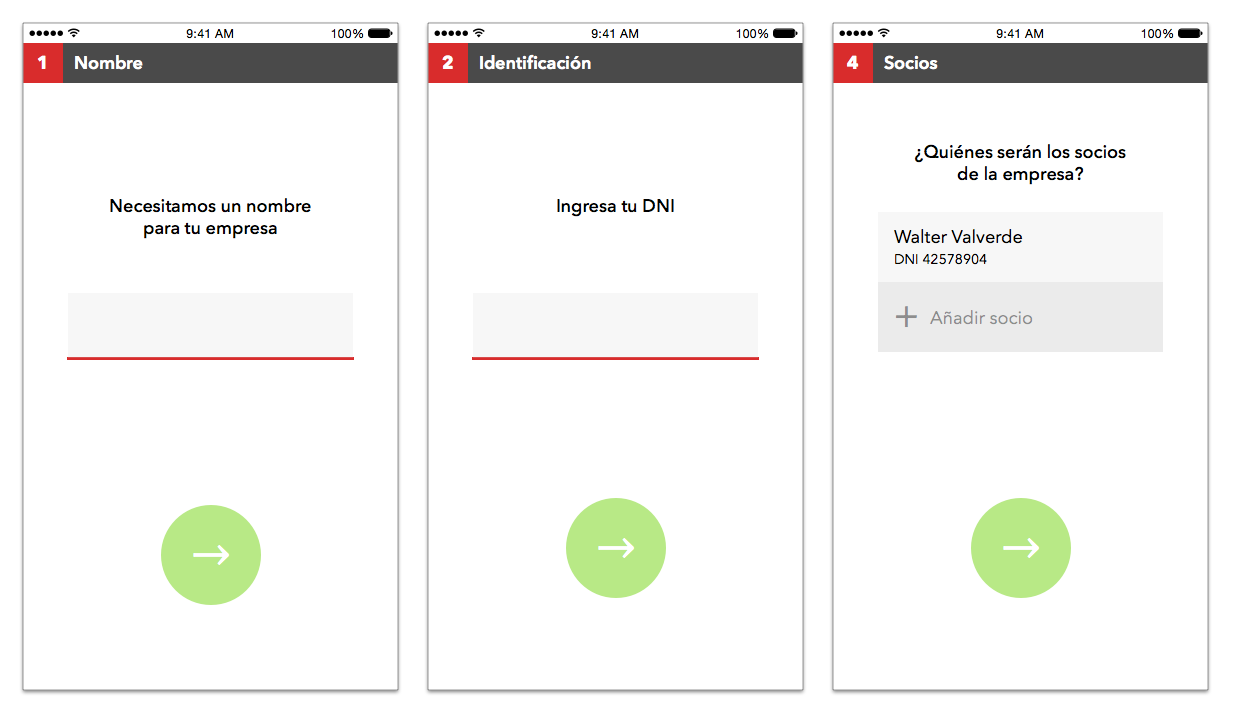 9:41 AM 100%
1 Nombre
Necesitamos un nombre
para tu empresa
9:41 AM 100%
2 Identificación
Ingresa tu DNI
9:41 AM 100%
4 Socios
¿Quiénes serán los socios
de la empresa?
Walter Valverde
DNI 42578904
+ Añadir socio